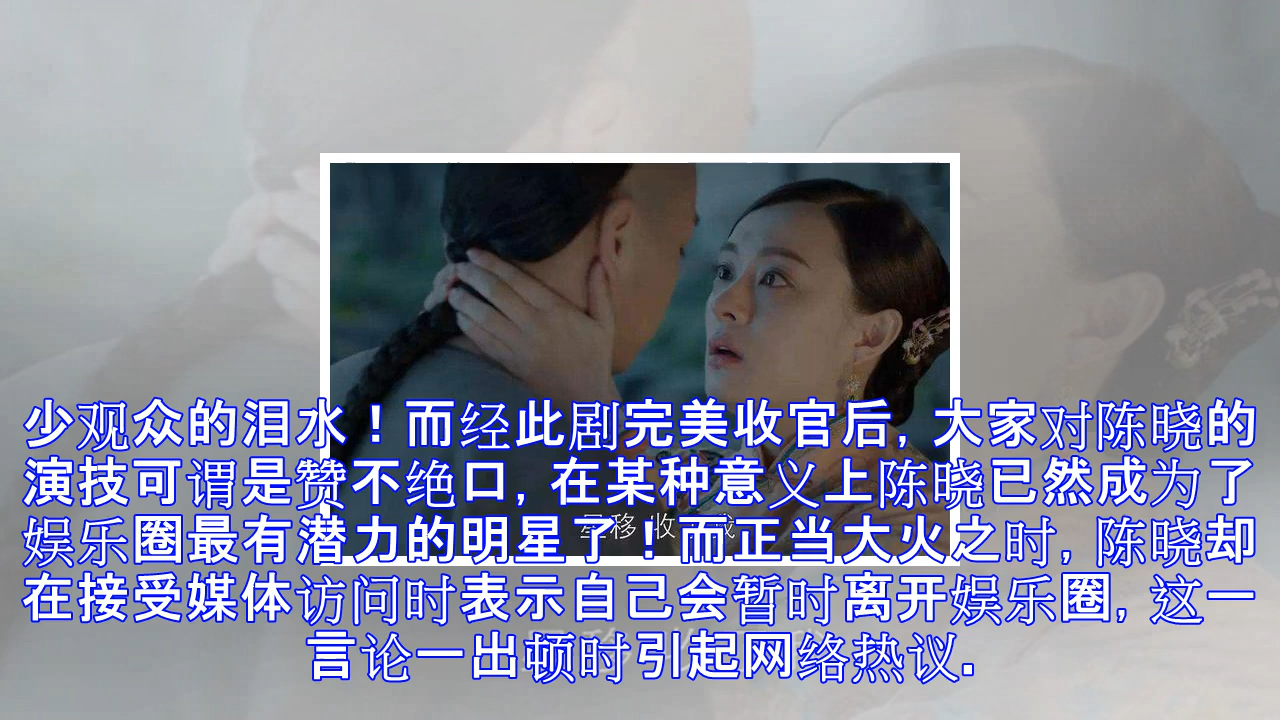 少观众的泪水！而经此剧完美收官后，大家对陈晓的
演技可谓是赞不绝口，在某种意义上陈晓已然成为了
娱乐圈最有潜力的明星了！而正当大火之时，陈晓却
在接受媒体访问时表示自己会暂时离开娱乐圈，这一
言论一出顿时引起网络热议.